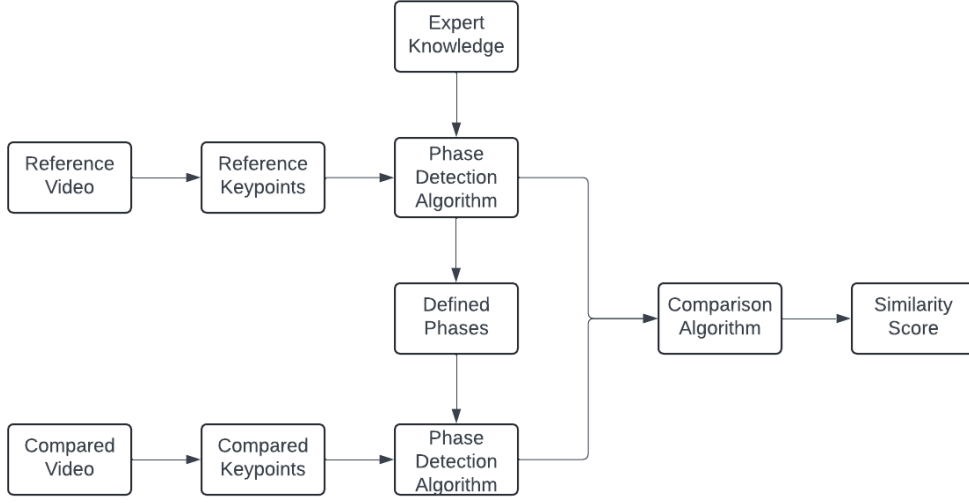 Expert
Knowledge
Reference
Video
Reference
Keypoints
Phase
Detection
Algorithm
Defined
Phases
Comparison
Algorithm
Similarity
Score
Compared
Video
Compared
Keypoints
Phase
Detection
Algorithm